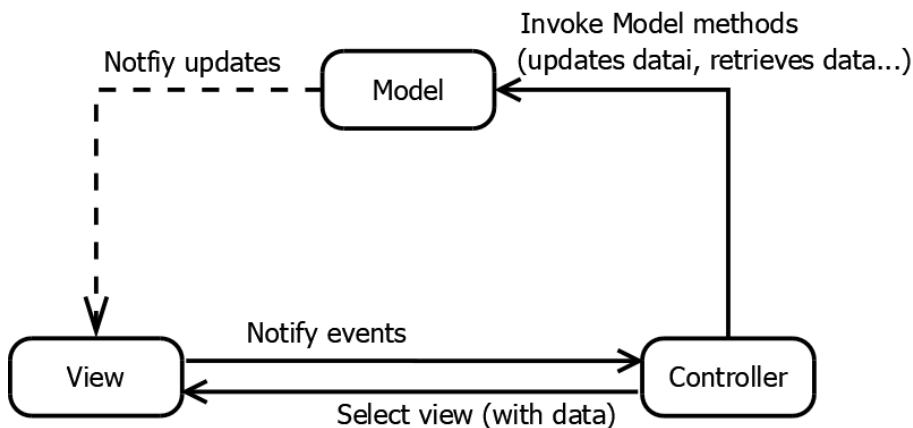 Invoke Model methods
(updates datai, retrieves data...)
Notfiy updates
Model
Notify events
View
Controller
Select view (with data)